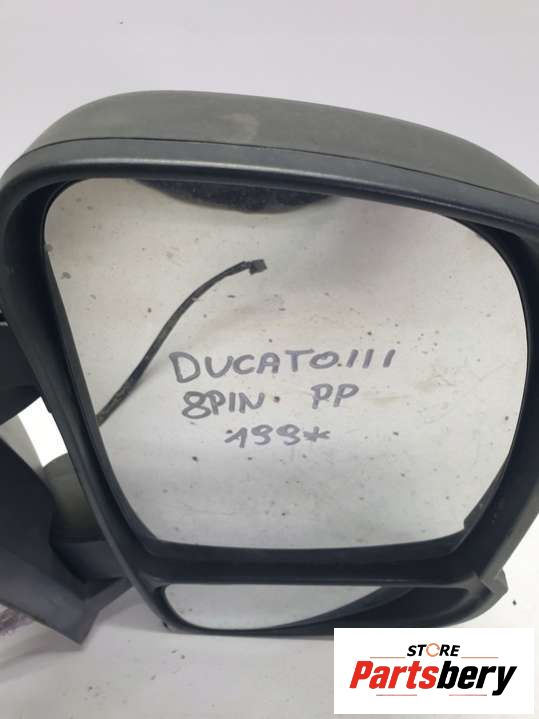 DUCATO III
8PIN. PP
199*
STORE
Partsbery